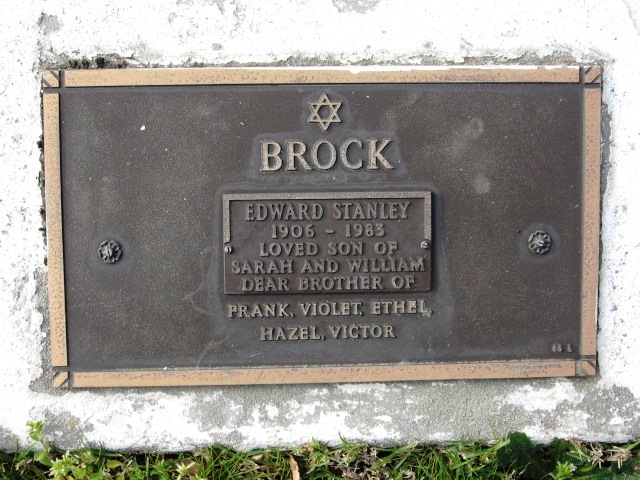 BROCK
EDWARD STANLEY
1906 - 1983
LOVED SON OF
SARAH AND WILLIAM
DEAR BROTHER OF
FRANK, VIOLET, ETHEL,
HAZEL, VICTOR